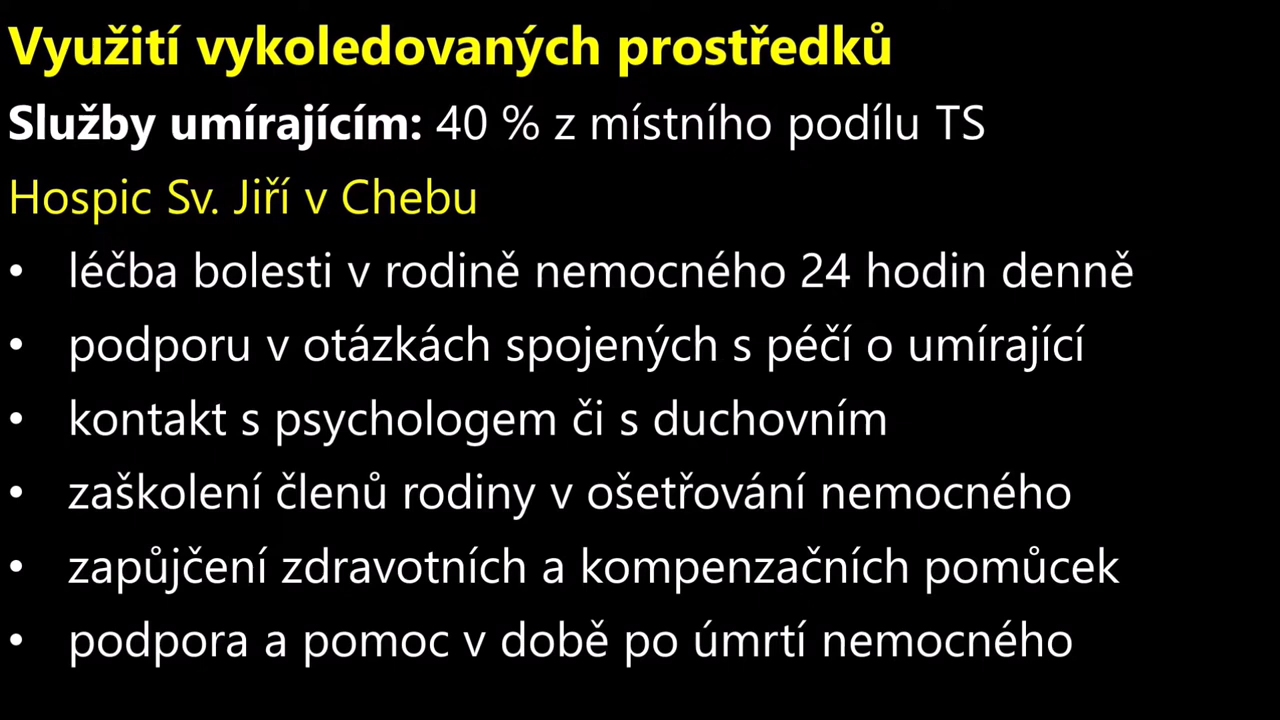 Využití vykoledovaných prostředků
Služby umírajícím: 40 % z místního podílu TS
Hospic Sv. Jiří v Chebu
• léčba bolesti v rodině nemocného 24 hodin denně
• podporu v otázkách spojených s péčí o umírající
• kontakt s psychologem či s duchovním
• zaškolení členů rodiny v ošetřování nemocného
• zapůjčení zdravotních a kompenzačních pomůcek
• podpora a pomoc v době po úmrtí nemocného